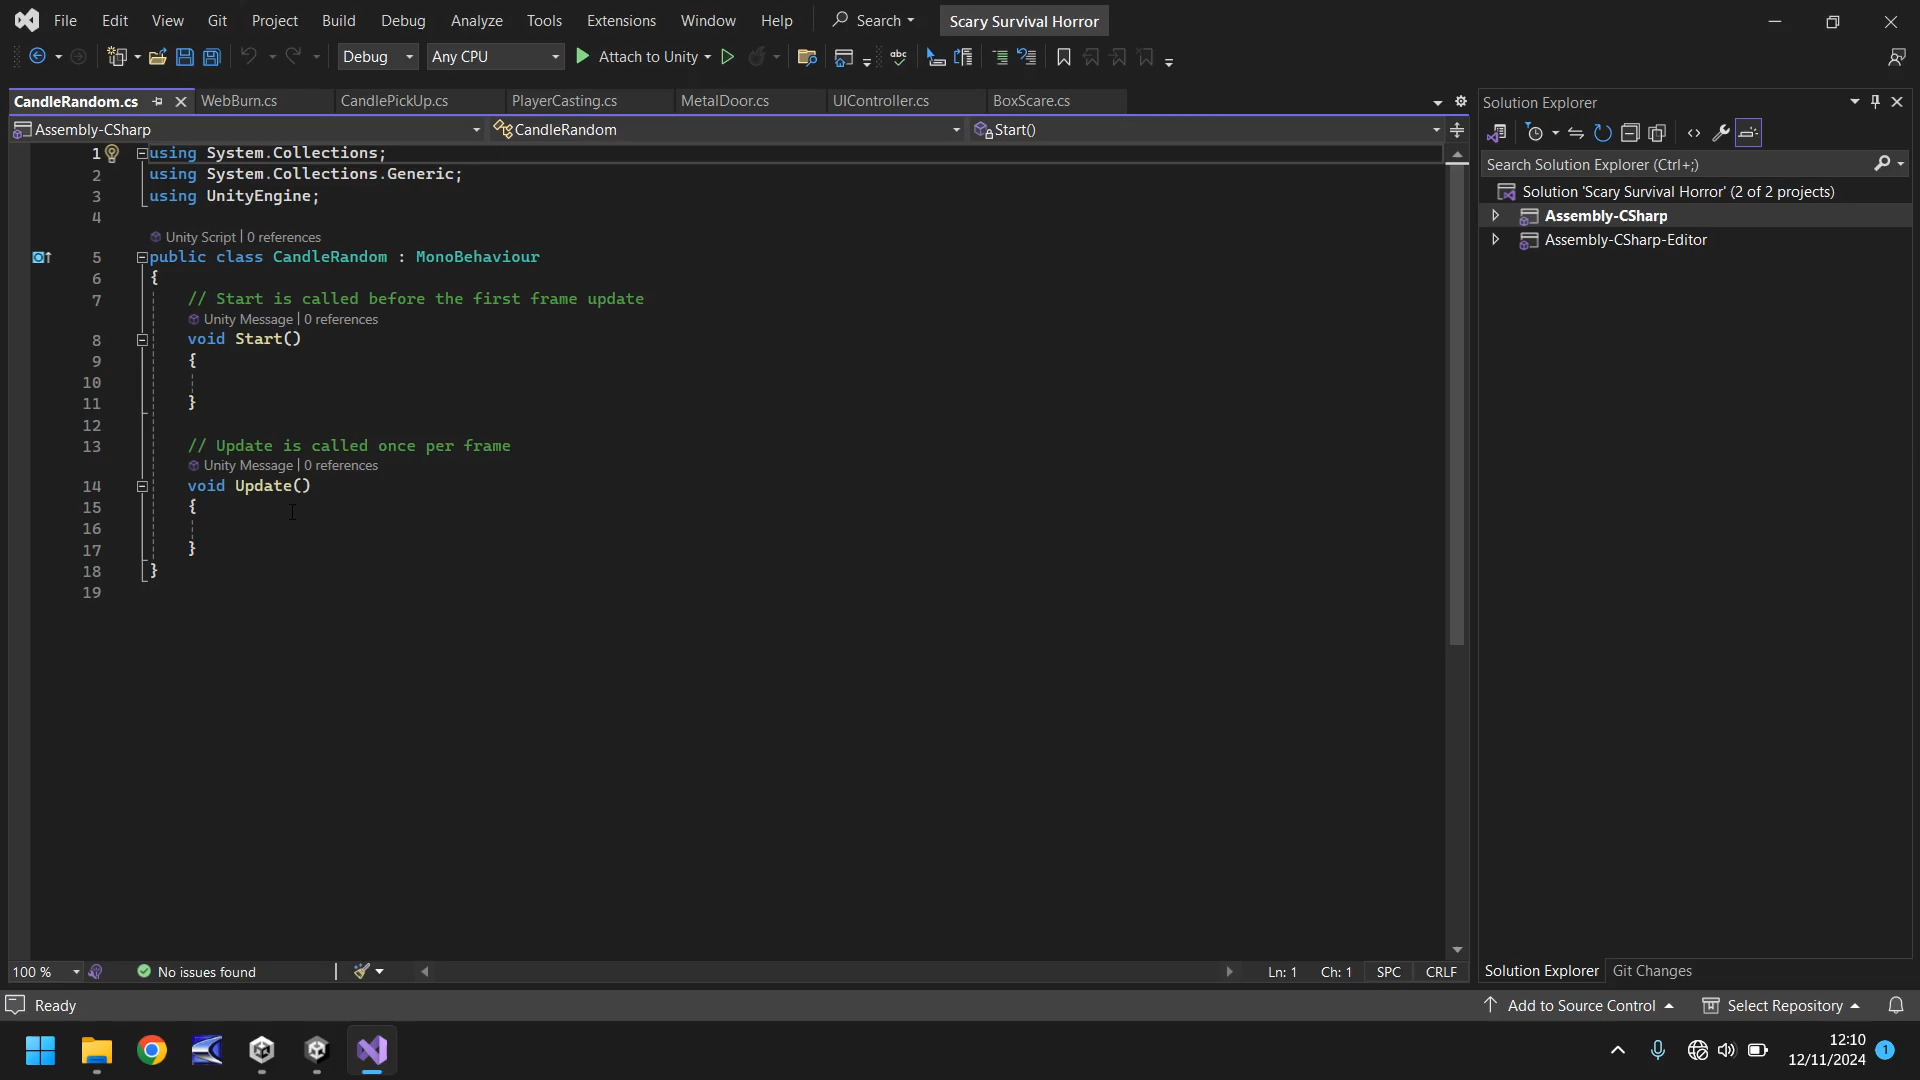 File Edit View Git Project Build Debug Analyze Tools Extensions Window Help Search Scary Survival Horror
Debug Any CPU Attach to Unity
CandleRandom.cs WebBurn.cs CandlePickUp.cs PlayerCasting.cs MetalDoor.cs UIController.cs BoxScare.cs
Assembly-CSharp CandleRandom Start()
1 using System.Collections;
2 using System.Collections.Generic;
3 using UnityEngine;
4
Unity Script | 0 references
5 public class CandleRandom : MonoBehaviour
6 {
7 // Start is called before the first frame update
Unity Message | 0 references
8 void Start()
9 {
10
11 }
12
13 // Update is called once per frame
Unity Message | 0 references
14 void Update()
15 {
16
17 }
18 }
19
100 % No issues found Ln: 1 Ch: 1 SPC CRLF
Solution Explorer
Search Solution Explorer (Ctrl+;)
Solution 'Scary Survival Horror' (2 of 2 projects)
Assembly-CSharp
Assembly-CSharp-Editor
Solution Explorer Git Changes
Ready Add to Source Control Select Repository
12:10
12/11/2024 1